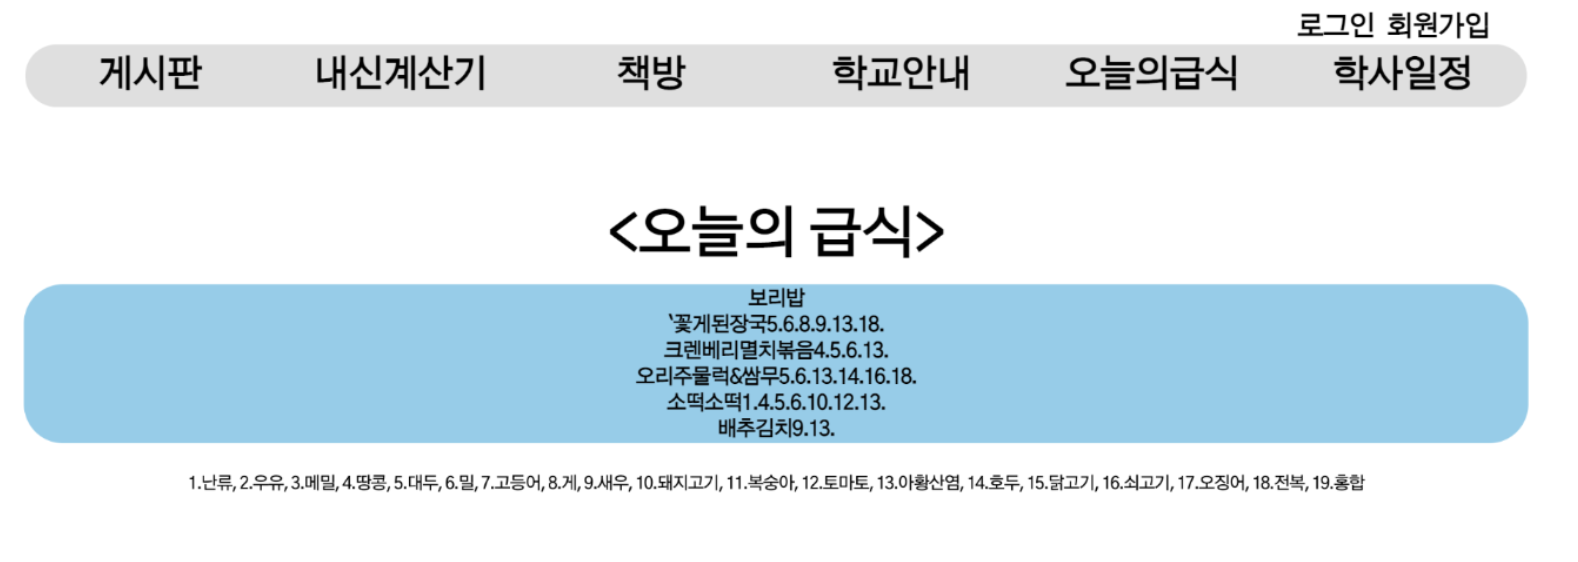 로그인 회원가입
게시판 내신계산기 책방 학교안내 오늘의급식 학사일정
<오늘의 급식>
보리밥
`꽃게된장국5.6.8.9.13.18.
크렌베리멸치볶음4.5.6.13.
오리주물럭&쌈무5.6.13.14.16.18.
소떡소떡1.4.5.6.10.12.13.
배추김치9.13.
1.난류, 2.우유, 3.메밀, 4.땅콩, 5.대두, 6.밀, 7.고등어, 8.게, 9.새우, 10.돼지고기, 11.복숭아, 12.토마토, 13.아황산염, 14.호두, 15.닭고기, 16.쇠고기, 17.오징어, 18.전복, 19.홍합